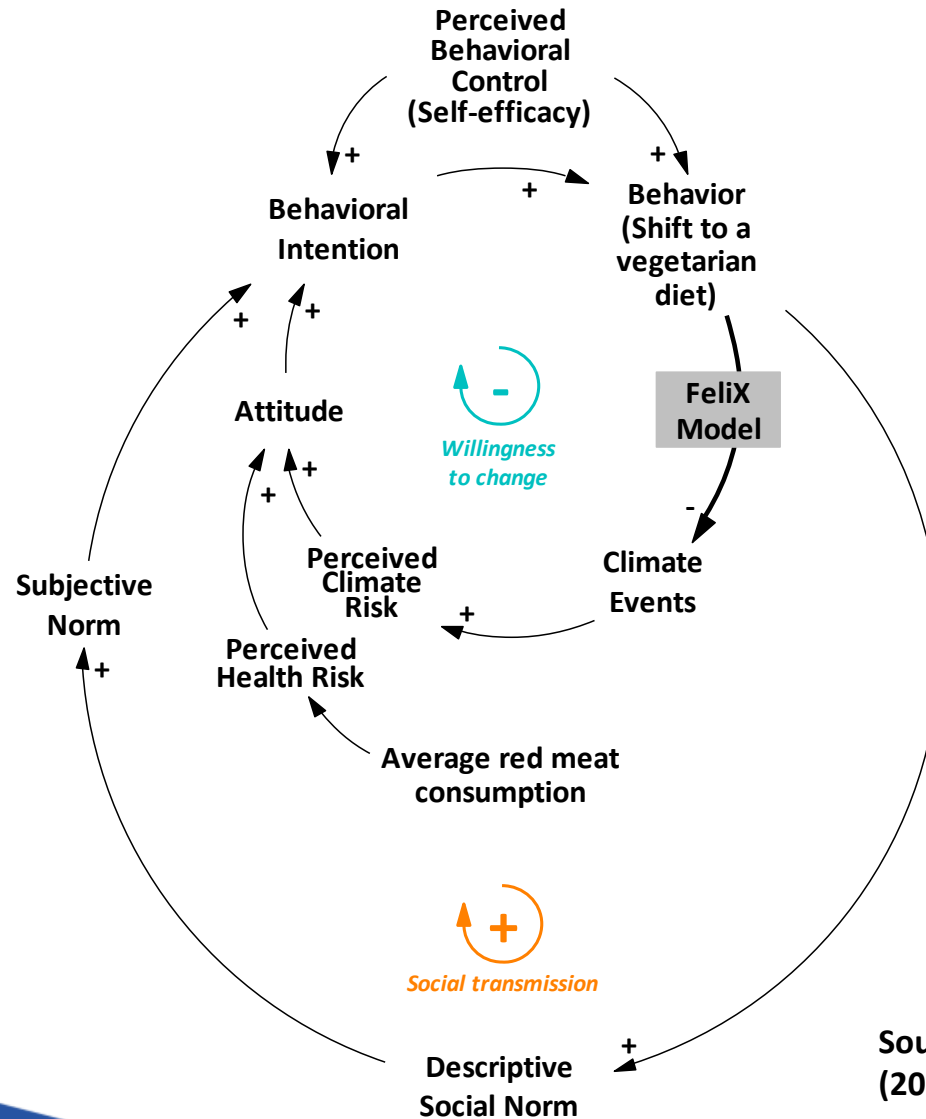 Perceived
Behavioral
Control
(Self-efficacy)
+
+
+
Behavioral
Intention
Behavior
(Shift to a
vegetarian
diet)
+
+
-
Willingness
to change
FeliX
Model
Attitude
+
+
-
Perceived
Climate
Risk
+
Climate
Events
Subjective
Norm
+
Perceived
Health Risk
Average red meat
consumption
+
Social transmission
+
Descriptive
Social Norm
(20